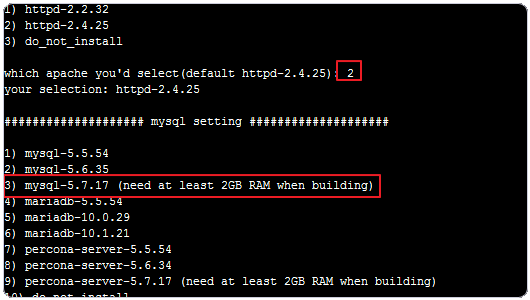 1) httpd-2.2.32
2) httpd-2.4.25
3) do_not_install
which apache you'd select(default httpd-2.4.25): 2
your selection: httpd-2.4.25
#################### mysql setting ####################
1) mysql-5.5.54
2) mysql-5.6.35
3) mysql-5.7.17 (need at least 2GB RAM when building)
4) mariadb-5.5.54
5) mariadb-10.0.29
6) mariadb-10.1.21
7) percona-server-5.5.54
8) percona-server-5.6.34
9) percona-server-5.7.17 (need at least 2GB RAM when building)
10) do_not_install